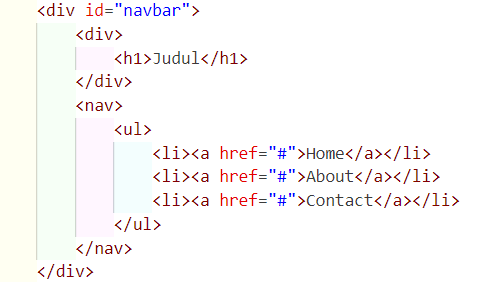 <div id="navbar">
<div>
<h1>Judul</h1>
</div>
<nav>
<ul>
<li><a href="#">Home</a></li>
<li><a href="#">About</a></li>
<li><a href="#">Contact</a></li>
</ul>
</nav>
</div>